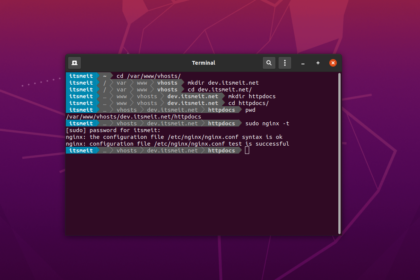 Terminal
itsmeit ~ cd /var/www/vhosts/
itsmeit / var www vhosts mkdir dev.itsmeit.net
itsmeit / var www vhosts cd dev.itsmeit.net/
itsmeit … www vhosts dev.itsmeit.net mkdir httpdocs
itsmeit … www vhosts dev.itsmeit.net cd httpdocs/
itsmeit … vhosts dev.itsmeit.net httpdocs pwd
/var/www/vhosts/dev.itsmeit.net/httpdocs
itsmeit … vhosts dev.itsmeit.net httpdocs sudo nginx -t
[sudo] password for itsmeit:
nginx: the configuration file /etc/nginx/nginx.conf syntax is ok
nginx: configuration file /etc/nginx/nginx.conf test is successful
itsmeit … vhosts dev.itsmeit.net httpdocs